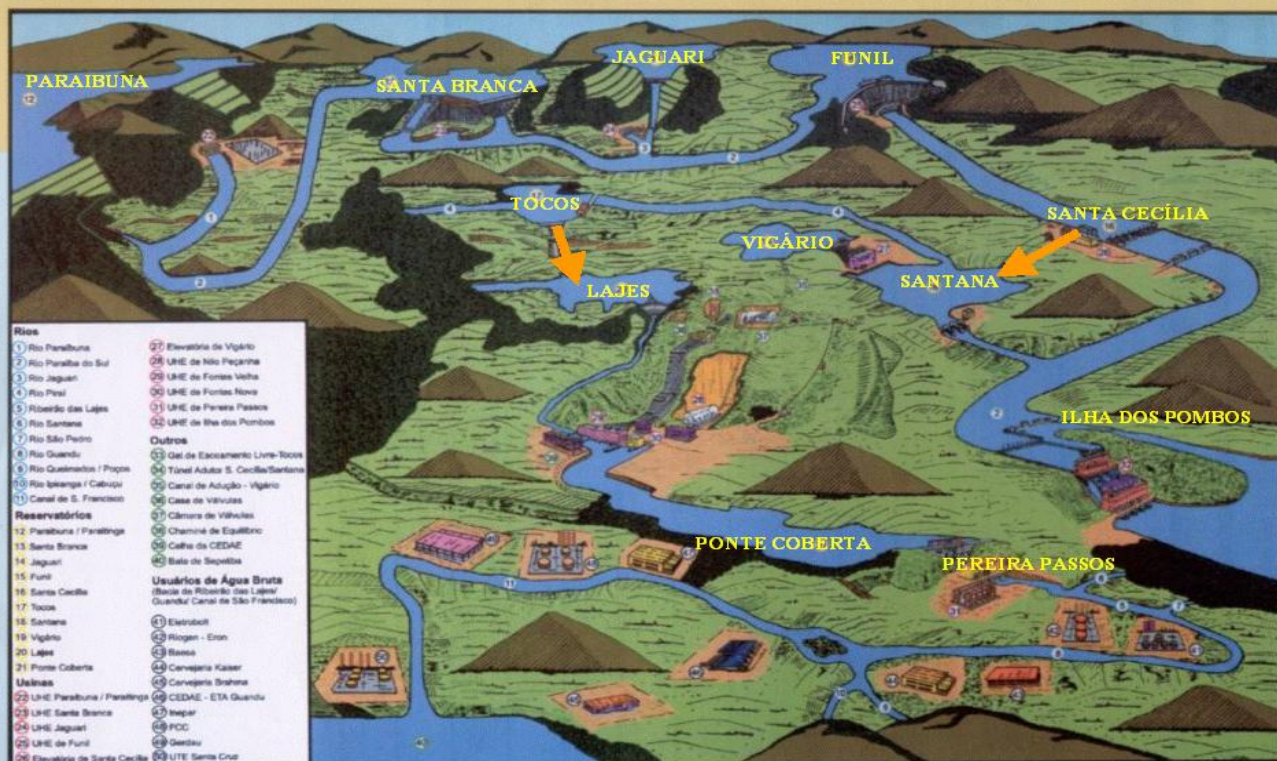 PARAIBUNA
SANTA BRANCA
JAGUARI
FUNIL
TOCOS
SANTA CECÍLIA
VIGÁRIO
LAJES
SANTANA
ILHA DOS POMBOS
PONTE COBERTA
PEREIRA PASSOS
Rios
1 Rio Paraibuna
2 Rio Paraíba do Sul
3 Rio Jaguari
4 Rio Piraí
5 Ribeirão das Lajes
6 Rio Santana
7 Rio São Pedro
8 Rio Guandu
9 Rio Queimados / Poços
10 Rio Ipiranga / Cabuçu
11 Canal de S. Francisco
Reservatórios
12 Paraibuna / Paraitinga
13 Santa Branca
14 Jaguari
15 Funil
16 Santa Cecília
17 Tocos
18 Santana
19 Vigário
20 Lajes
21 Ponte Coberta
Usinas
22 UHE Paraibuna / Paraitinga
23 UHE Santa Branca
24 UHE Jaguari
25 UHE de Funil
26 Elevatória de Santa Cecília
27 Elevatória de Vigário
28 UHE de Nilo Peçanha
29 UHE de Fontes Velha
30 UHE de Fontes Nova
31 UHE de Pereira Passos
32 UHE de Ilha dos Pombos
Outros
33 Gal de Escoamento Livre-Tocos
34 Túnel Adutor S. Cecília/Santana
35 Canal de Adução - Vigário
36 Casa de Válvulas
37 Câmara de Válvulas
38 Chaminé de Equilíbrio
39 Calha da CEDAE
40 Baía de Sepetiba
Usuários de Água Bruta
(Bacia de Ribeirão das Lajes/
Guandu/ Canal de São Francisco)
41 Eletrobolt
42 Riogen - Eron
43 
44 Cervejaria Kaiser
45 Cervejaria Brahma
46 CEDAE - ETA Guandu
47 Inepar
48 FCC
49 Gerdau
50 UTE Santa Cruz